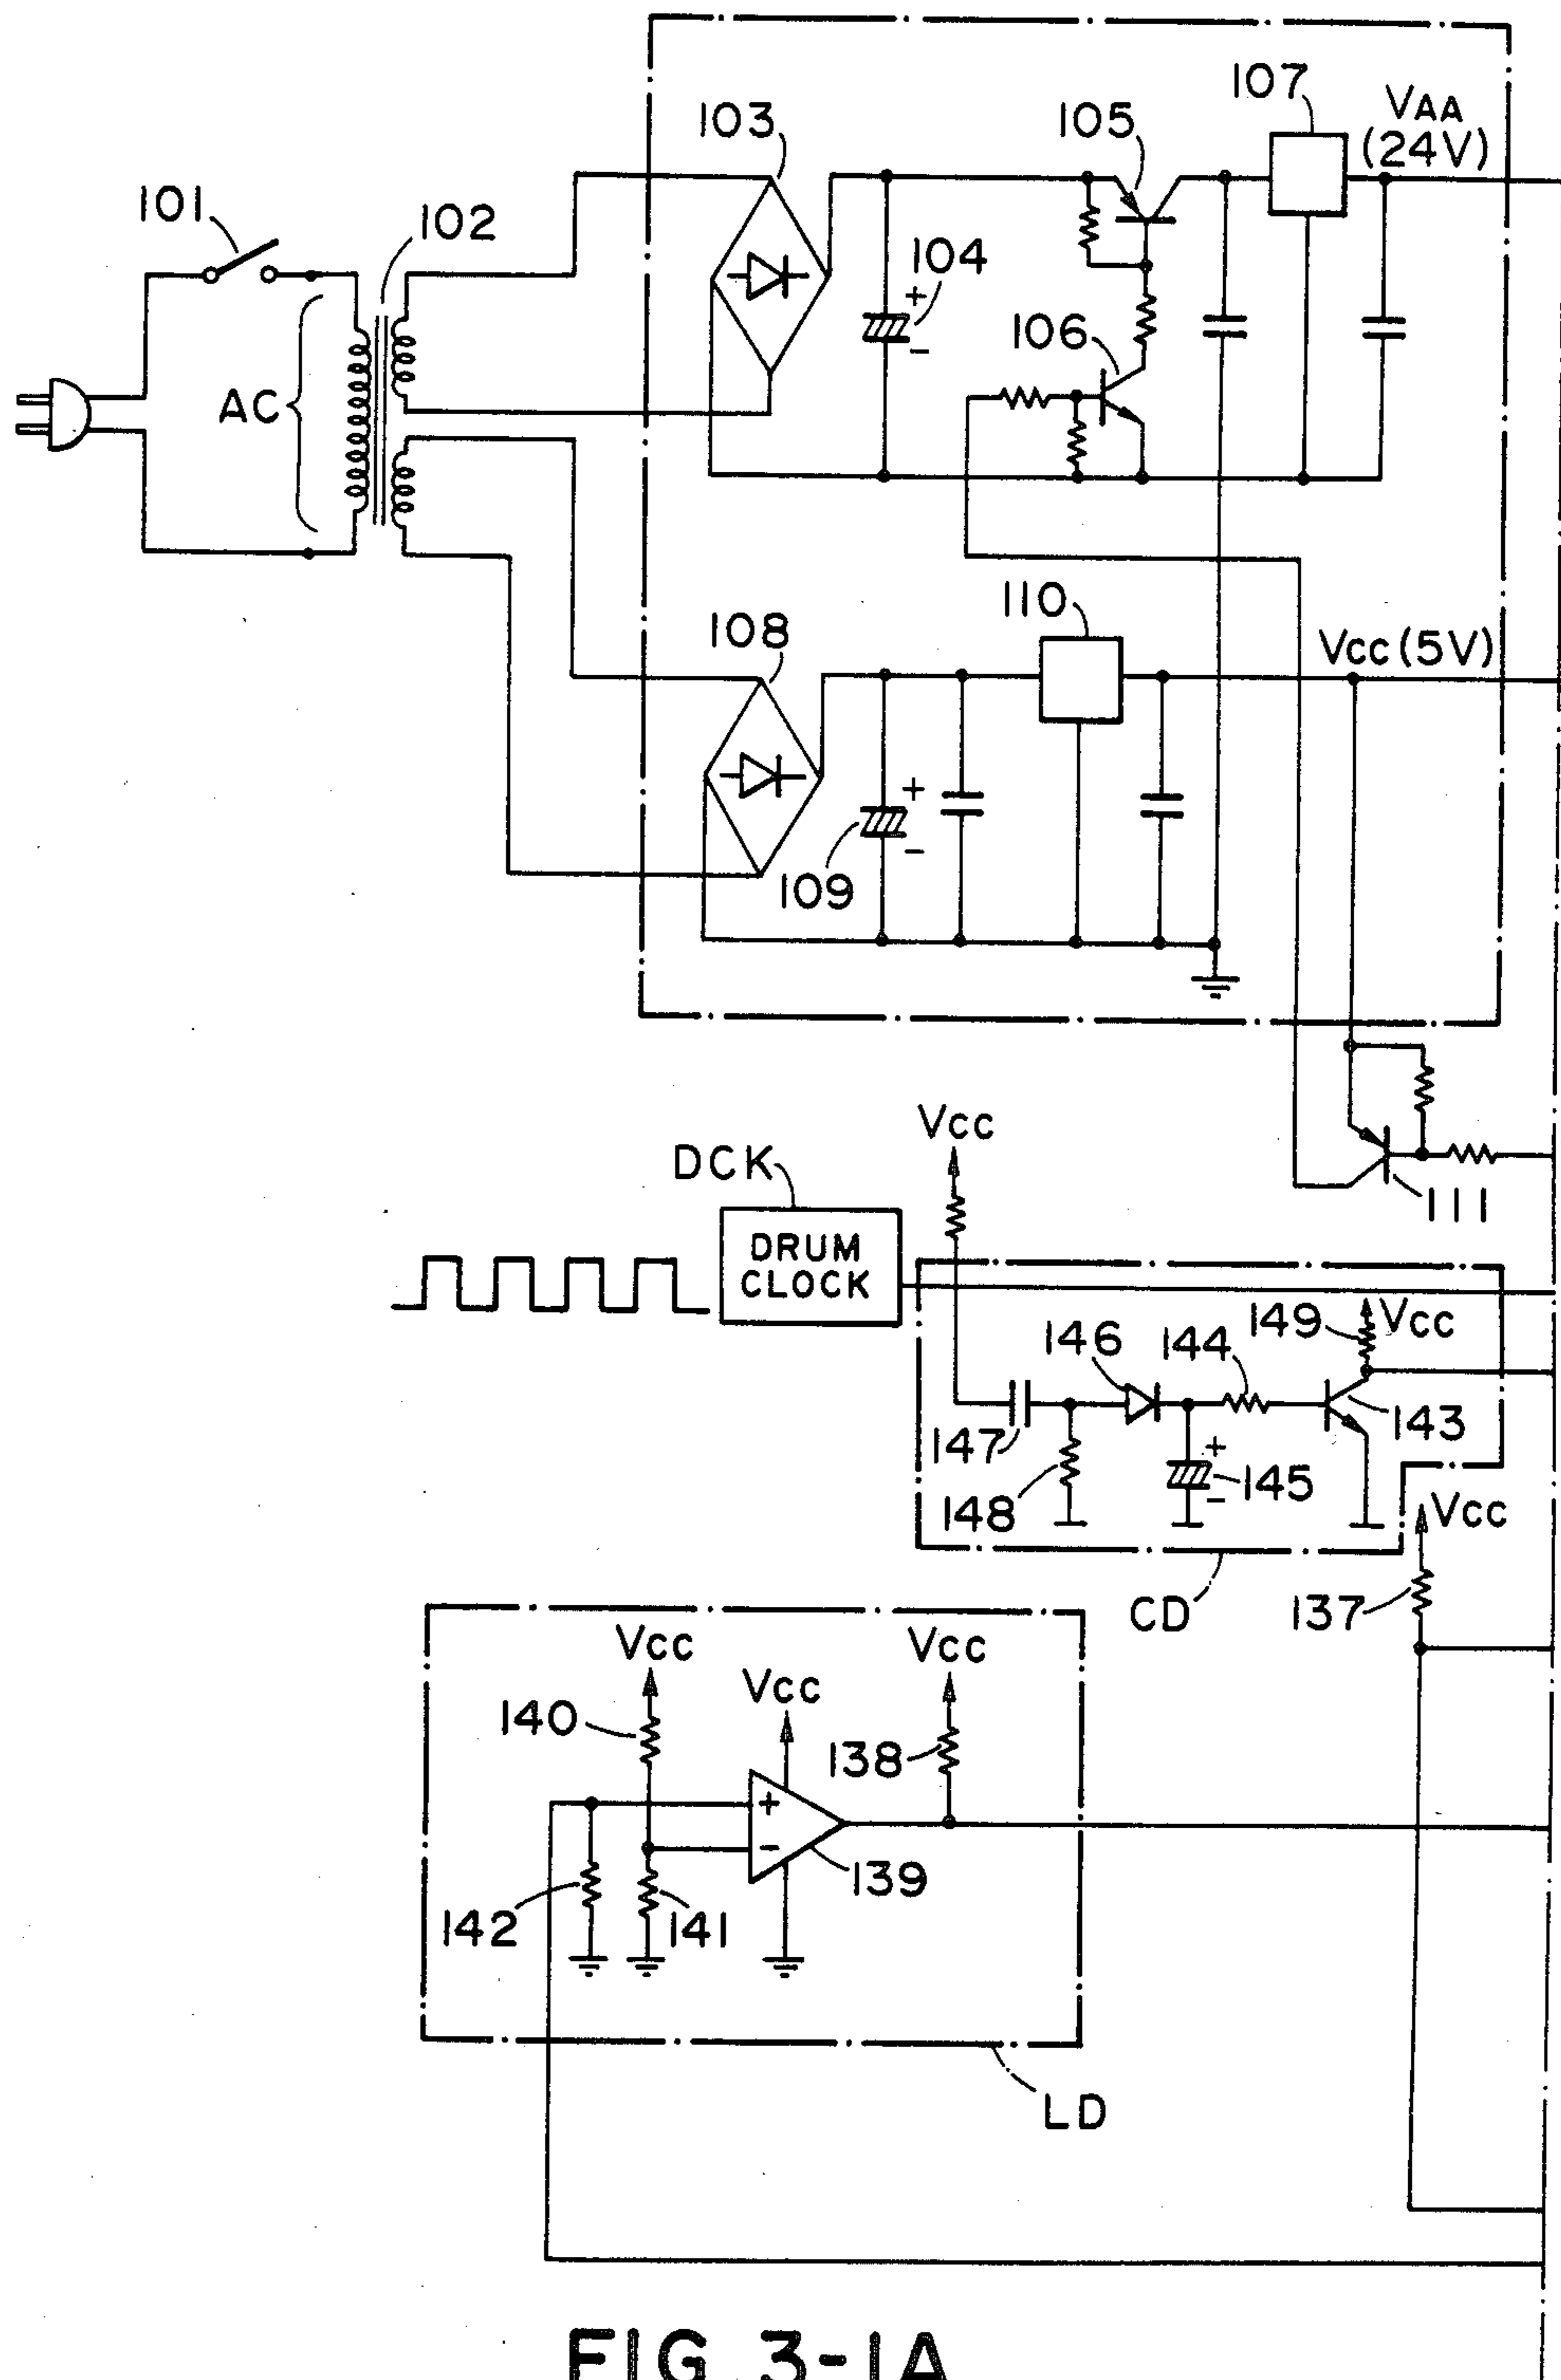 107
VAA
(24V)
103
105
101
102
104
+
-
106
AC
110
Vcc (5V)
108
+
-
109
Vcc
DCK
111
DRUM
CLOCK
149
Vcc
146
144
143
147
+
145
-
148
Vcc
CD
137
Vcc
Vcc
Vcc
140
138
+
-
139
142
141
LD
FIG. 3-1A